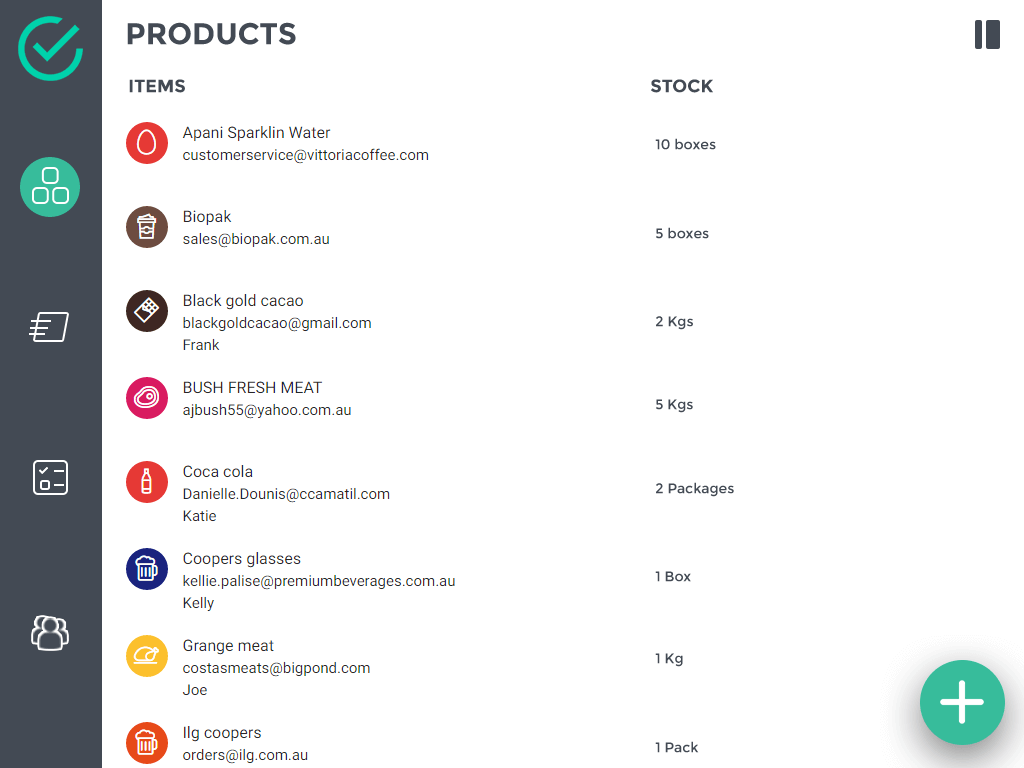 PRODUCTS
ITEMS
STOCK
Apani Sparklin Water
customerservice@vittoriacoffee.com
10 boxes
Biopak
sales@biopak.com.au
5 boxes
Black gold cacao
blackgoldcacao@gmail.com
Frank
2 Kgs
BUSH FRESH MEAT
ajbush55@yahoo.com.au
5 Kgs
Coca cola
Danielle.Dounis@ccamatil.com
Katie
2 Packages
Coopers glasses
kellie.palise@premiumbeverages.com.au
Kelly
1 Box
Grange meat
costasmeats@bigpond.com
Joe
1 Kg
Ilg coopers
orders@ilg.com.au
1 Pack